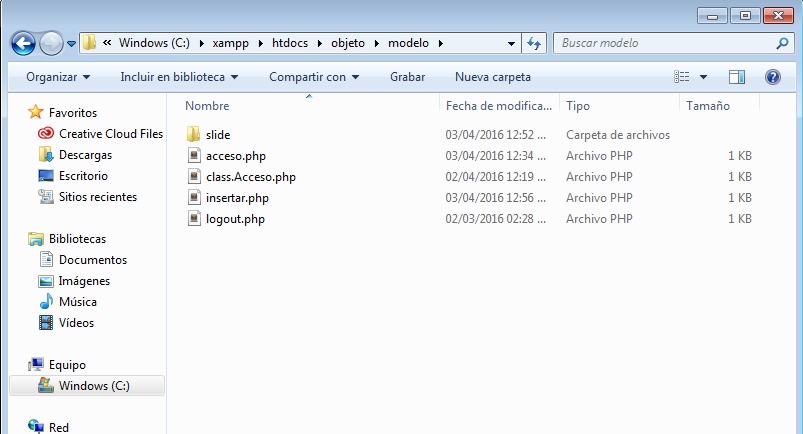 « Windows (C:) ▸ xampp ▸ htdocs ▸ objeto ▸ modelo ▸
Buscar modelo
Organizar Incluir en biblioteca Compartir con Grabar Nueva carpeta
Nombre Fecha de modifica... Tipo Tamaño
Favoritos
Creative Cloud Files
Descargas
Escritorio
Sitios recientes
Bibliotecas
Documentos
Imágenes
Música
Vídeos
Equipo
Windows (C:)
Red
slide 03/04/2016 12:52 ... Carpeta de archivos
acceso.php 03/04/2016 12:34 ... Archivo PHP 1 KB
class.Acceso.php 02/04/2016 12:19 ... Archivo PHP 1 KB
insertar.php 03/04/2016 12:56 ... Archivo PHP 1 KB
logout.php 02/03/2016 02:28 ... Archivo PHP 1 KB